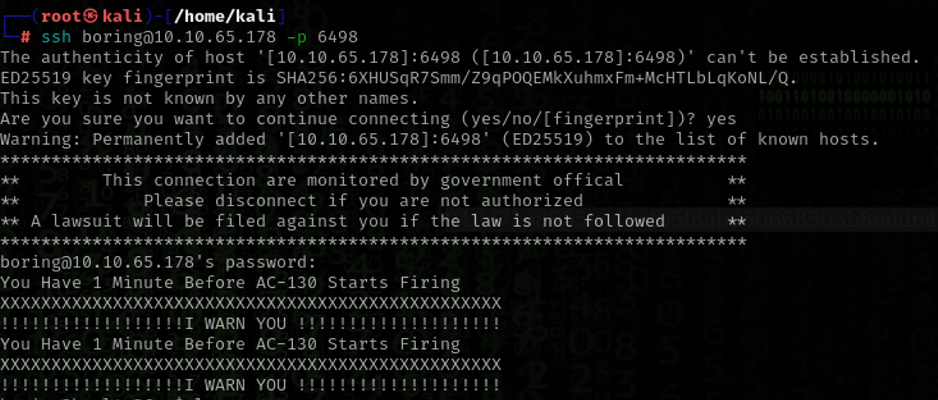 ┌──(root㉿kali)-[/home/kali]
└─# ssh boring@10.10.65.178 -p 6498
The authenticity of host '[10.10.65.178]:6498 ([10.10.65.178]:6498)' can't be established.
ED25519 key fingerprint is SHA256:6XHUSqR7Smm/Z9qPOQEMkXuhmxFm+McHTLbLqKoNL/Q.
This key is not known by any other names.
Are you sure you want to continue connecting (yes/no/[fingerprint])? yes
Warning: Permanently added '[10.10.65.178]:6498' (ED25519) to the list of known hosts.
*************************************************************************
** This connection are monitored by government offical **
** Please disconnect if you are not authorized **
** A lawsuit will be filed against you if the law is not followed **
*************************************************************************
boring@10.10.65.178's password:
You Have 1 Minute Before AC-130 Starts Firing
XXXXXXXXXXXXXXXXXXXXXXXXXXXXXXXXXXXXXXXXXXXXXXXXX
!!!!!!!!!!!!!!!!!!I WARN YOU !!!!!!!!!!!!!!!!!!!!
You Have 1 Minute Before AC-130 Starts Firing
XXXXXXXXXXXXXXXXXXXXXXXXXXXXXXXXXXXXXXXXXXXXXXXXX
!!!!!!!!!!!!!!!!!!I WARN YOU !!!!!!!!!!!!!!!!!!!!